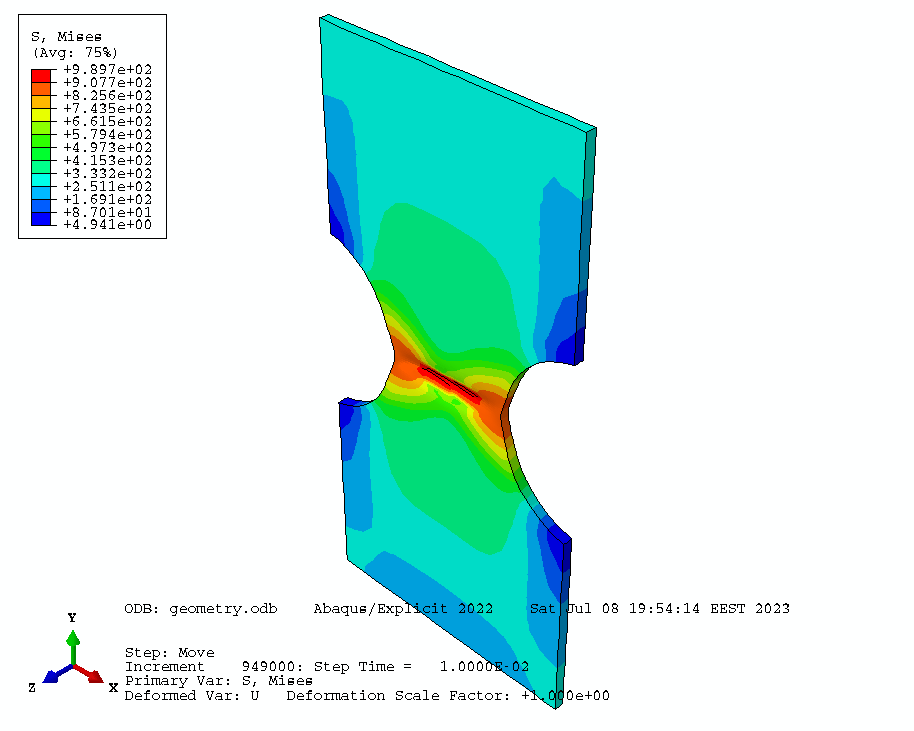 S, Mises
(Avg: 75%)
+9.897e+02
+9.077e+02
+8.256e+02
+7.435e+02
+6.615e+02
+5.794e+02
+4.973e+02
+4.153e+02
+3.332e+02
+2.511e+02
+1.691e+02
+8.701e+01
+4.941e+00
ODB: geometry.odb    Abaqus/Explicit 2022    Sat Jul 08 19:54:14 EEST 2023
Y
Z
X
Step: Move
Increment    949000: Step Time =   1.0000E-02
Primary Var: S, Mises
Deformed Var: U   Deformation Scale Factor: +1.000e+00